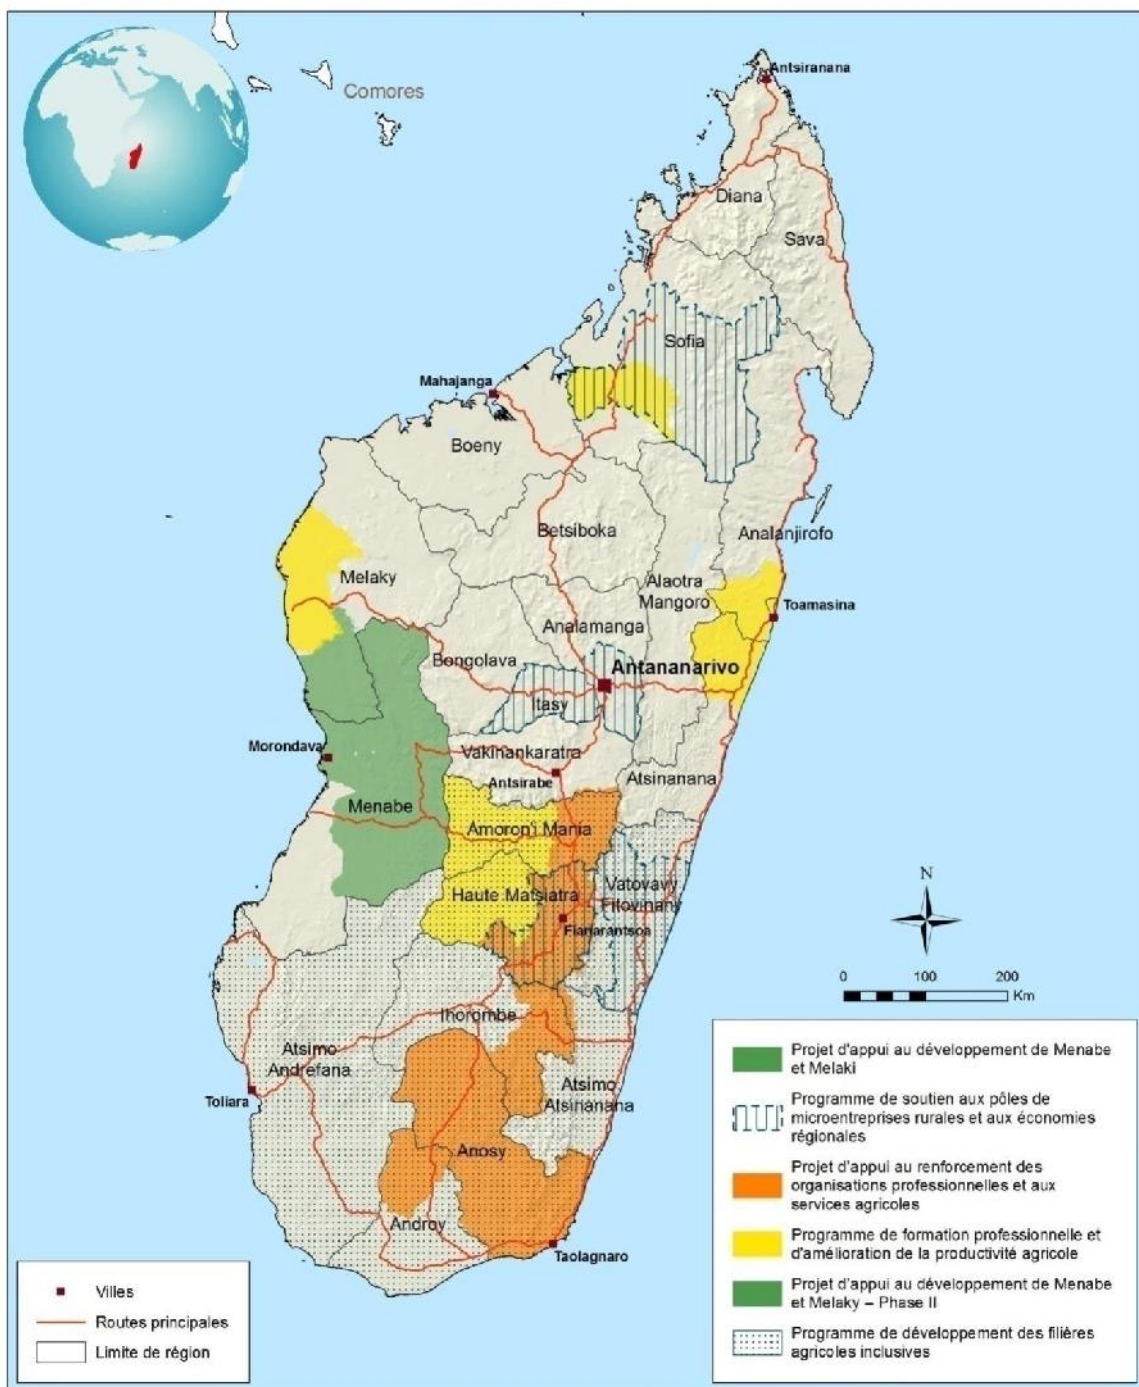 Comores
Antsiranana
Diana
Sava
Sofia
Mahajanga
Boeny
Betsiboka
Analanjirofo
Melaky
Alaotra
Mangoro
Toamasina
Analamanga
Bongolava
Antananarivo
Itasy
Morondava
Vakinankaratra
Antsirabe
Atsinanana
Menabe
Amoron'i Mania
Haute Matsiatra
Vatovavy
Fitovinany
Fianarantsoa
N
0 100 200
Km
Ihorombe
Atsimo
Andrefana
Toliara
Atsimo
Atsinanana
Anosy
Androy
Taolagnaro
Villes
Routes principales
Limite de région
Projet d'appui au développement de Menabe
et Melaki
Programme de soutien aux pôles de
microentreprises rurales et aux économies
régionales
Projet d'appui au renforcement des
organisations professionnelles et aux
services agricoles
Programme de formation professionnelle et
d'amélioration de la productivité agricole
Projet d'appui au développement de Menabe
et Melaky – Phase II
Programme de développement des filières
agricoles inclusives